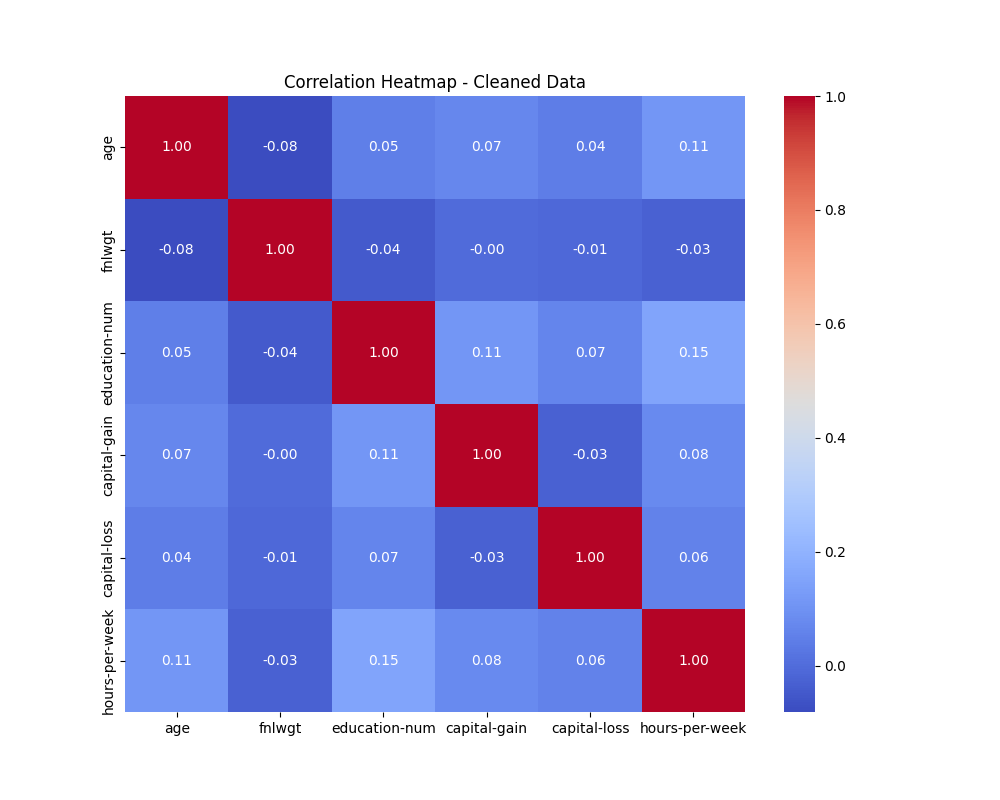 Correlation Heatmap - Cleaned Data
age 1.00 -0.08 0.05 0.07 0.04 0.11
fnlwgt -0.08 1.00 -0.04 -0.00 -0.01 -0.03
education-num 0.05 -0.04 1.00 0.11 0.07 0.15
capital-gain 0.07 -0.00 0.11 1.00 -0.03 0.08
capital-loss 0.04 -0.01 0.07 -0.03 1.00 0.06
hours-per-week 0.11 -0.03 0.15 0.08 0.06 1.00
age fnlwgt education-num capital-gain capital-loss hours-per-week
1.0
0.8
0.6
0.4
0.2
0.0